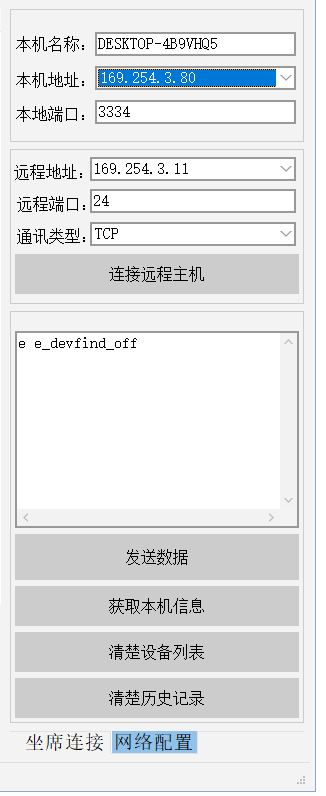 本机名称：DESKTOP-4B9VHQ5
本机地址：169.254.3.80
本地端口：3334
远程地址：169.254.3.11
远程端口：24
通讯类型：TCP
连接远程主机
e e_devfind_off
发送数据
获取本机信息
清楚设备列表
清楚历史记录
坐席连接 网络配置